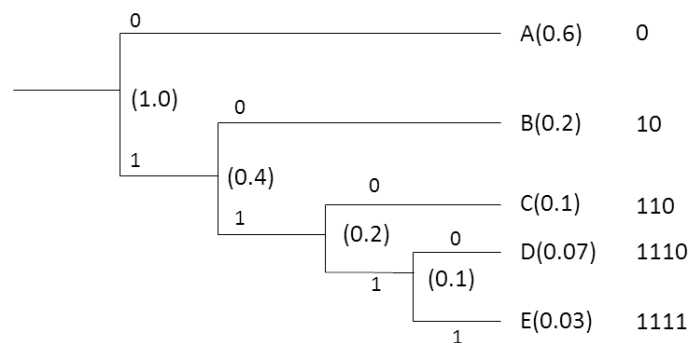 0 A(0.6) 0
(1.0)
0 B(0.2) 10
1 (0.4)
0 C(0.1) 110
1 (0.2)
0 D(0.07) 1110
1 (0.1)
E(0.03) 1111
1